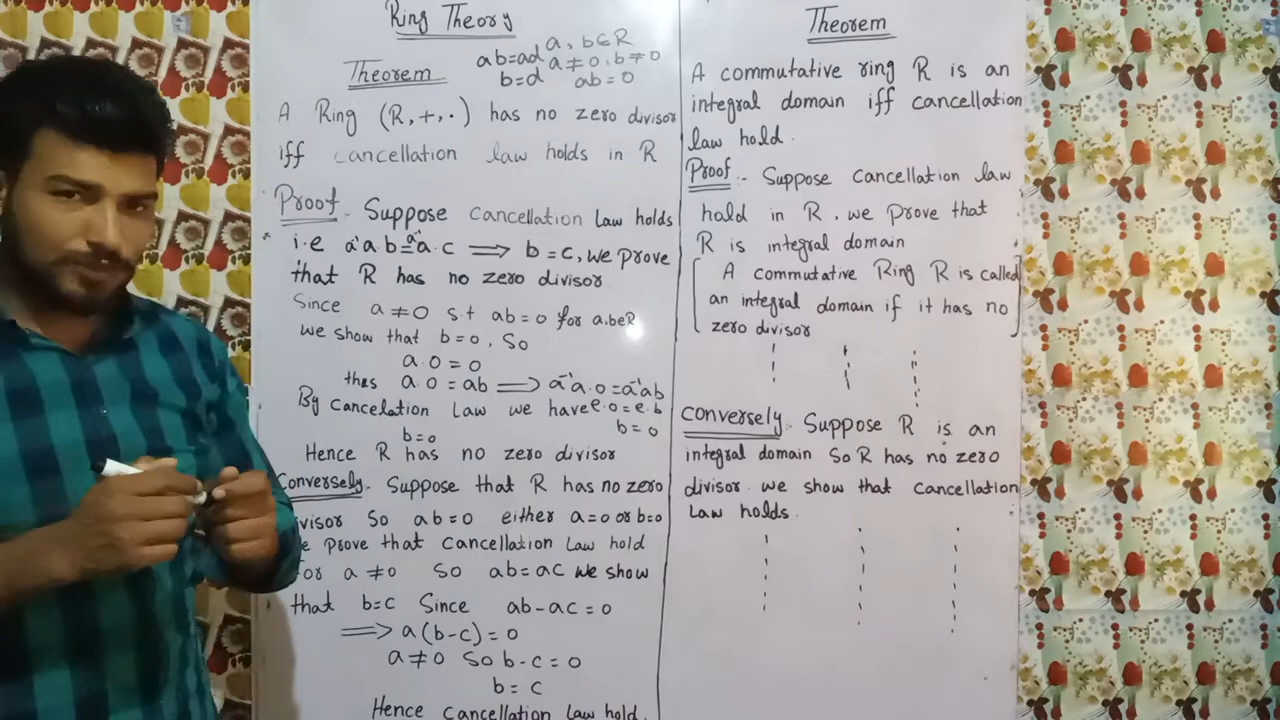 Ring Theory
a, b ∈ R
ab=ad a≠0, b≠0
b=d ab=0
Theorem
A Ring (R,+,·) has no zero divisor
iff cancellation law holds in R
Proof. Suppose cancellation Law holds
i.e a⁻¹a.b=a⁻¹a.c ⟹ b=c, we prove
that R has no zero divisor
Since a≠0 s.t ab=0 for a,b∈R
we show that b=0, So
a.0=0
thus a.0=ab ⟹ a⁻¹a.0=a⁻¹ab
By Cancelation Law we have e.0=e.b
b=0 b=0
Hence R has no zero divisor
Conversely. Suppose that R has no zero
ivisor So ab=0 either a=0 or b=0
e prove that Cancellation Law hold
For a≠0 So ab=ac we show
that b=c Since ab-ac=0
⟹ a(b-c)=0
a≠0 So b-c=0
b=c
Hence Cancellation Law hold.
Theorem
A commutative ring R is an
integral domain iff cancellation
law hold.
Proof:- Suppose cancellation law
hold in R, we prove that
R is integral domain
[A commutative Ring R is called
an integral domain if it has no
zero divisor]
Conversely. Suppose R is an
integral domain So R has no zero
divisor. we show that cancellation
Law holds.